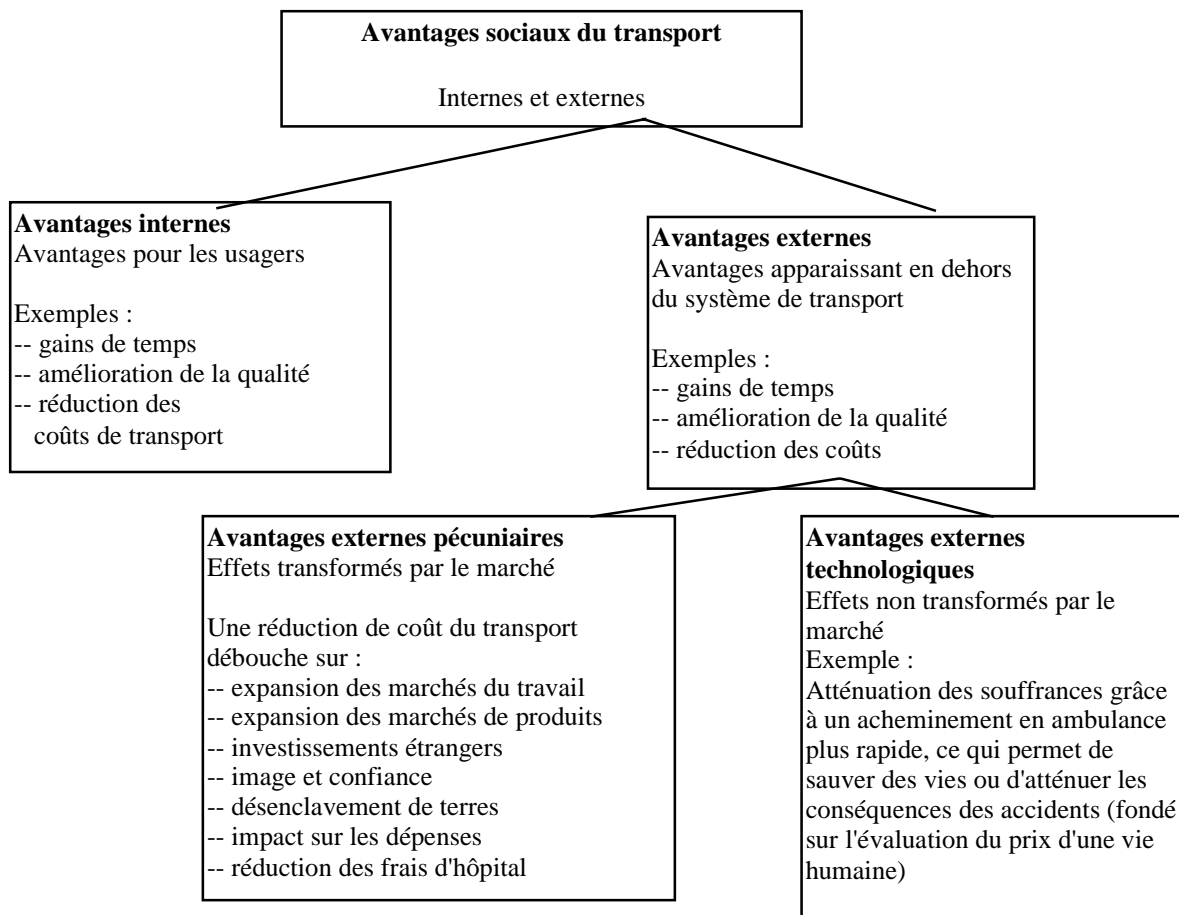 Avantages sociaux du transport
Internes et externes
Avantages internes
Avantages pour les usagers
Exemples :
-- gains de temps
-- amélioration de la qualité
-- réduction des
coûts de transport
Avantages externes
Avantages apparaissant en dehors
du système de transport
Exemples :
-- gains de temps
-- amélioration de la qualité
-- réduction des coûts
Avantages externes pécuniaires
Effets transformés par le marché
Une réduction de coût du transport
débouche sur :
-- expansion des marchés du travail
-- expansion des marchés de produits
-- investissements étrangers
-- image et confiance
-- désenclavement de terres
-- impact sur les dépenses
-- réduction des frais d'hôpital
Avantages externes
technologiques
Effets non transformés par le
marché
Exemple :
Atténuation des souffrances grâce
à un acheminement en ambulance
plus rapide, ce qui permet de
sauver des vies ou d'atténuer les
conséquences des accidents (fondé
sur l'évaluation du prix d'une vie
humaine)